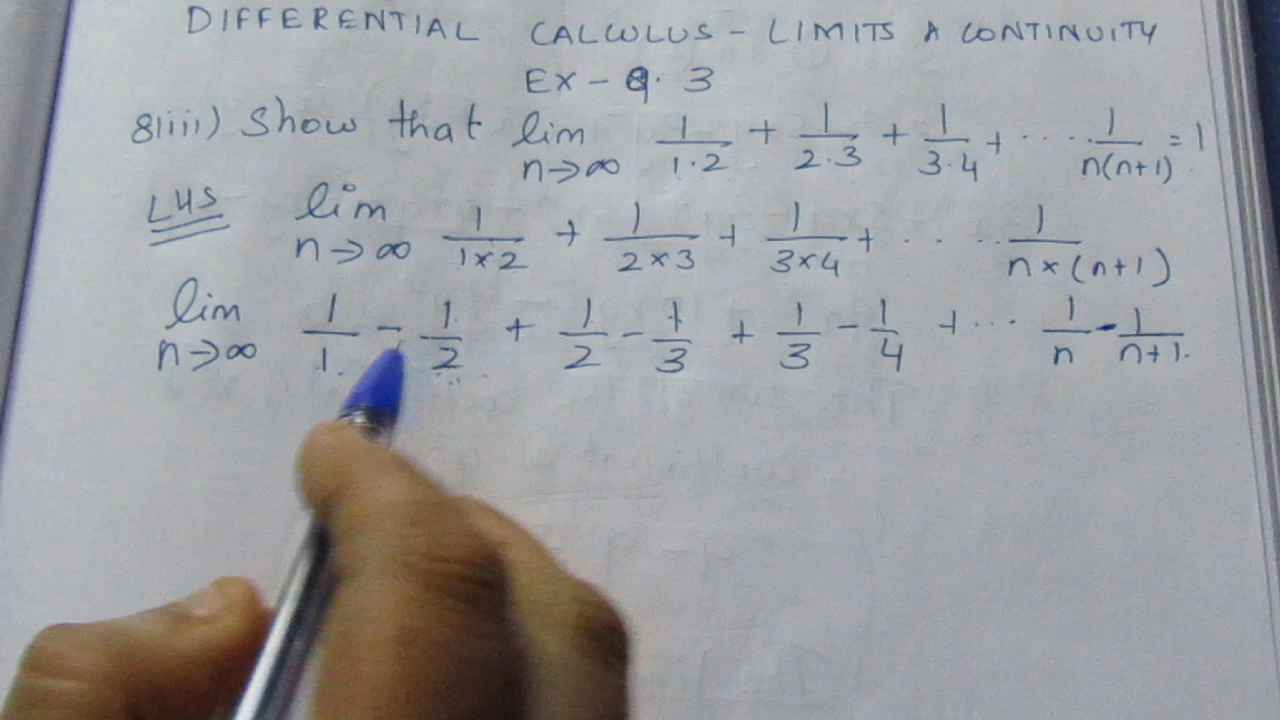 DIFFERENTIAL CALCULUS - LIMITS & CONTINUITY
EX - 9.3
8)iii) Show that lim n→∞ 1/1·2 + 1/2·3 + 1/3·4 + ..... 1/n(n+1) = 1
LHS lim n→∞ 1/1×2 + 1/2×3 + 1/3×4 + .... 1/n×(n+1)
lim n→∞ 1/1 - 1/2 + 1/2 - 1/3 + 1/3 - 1/4 + ... 1/n - 1/n+1.